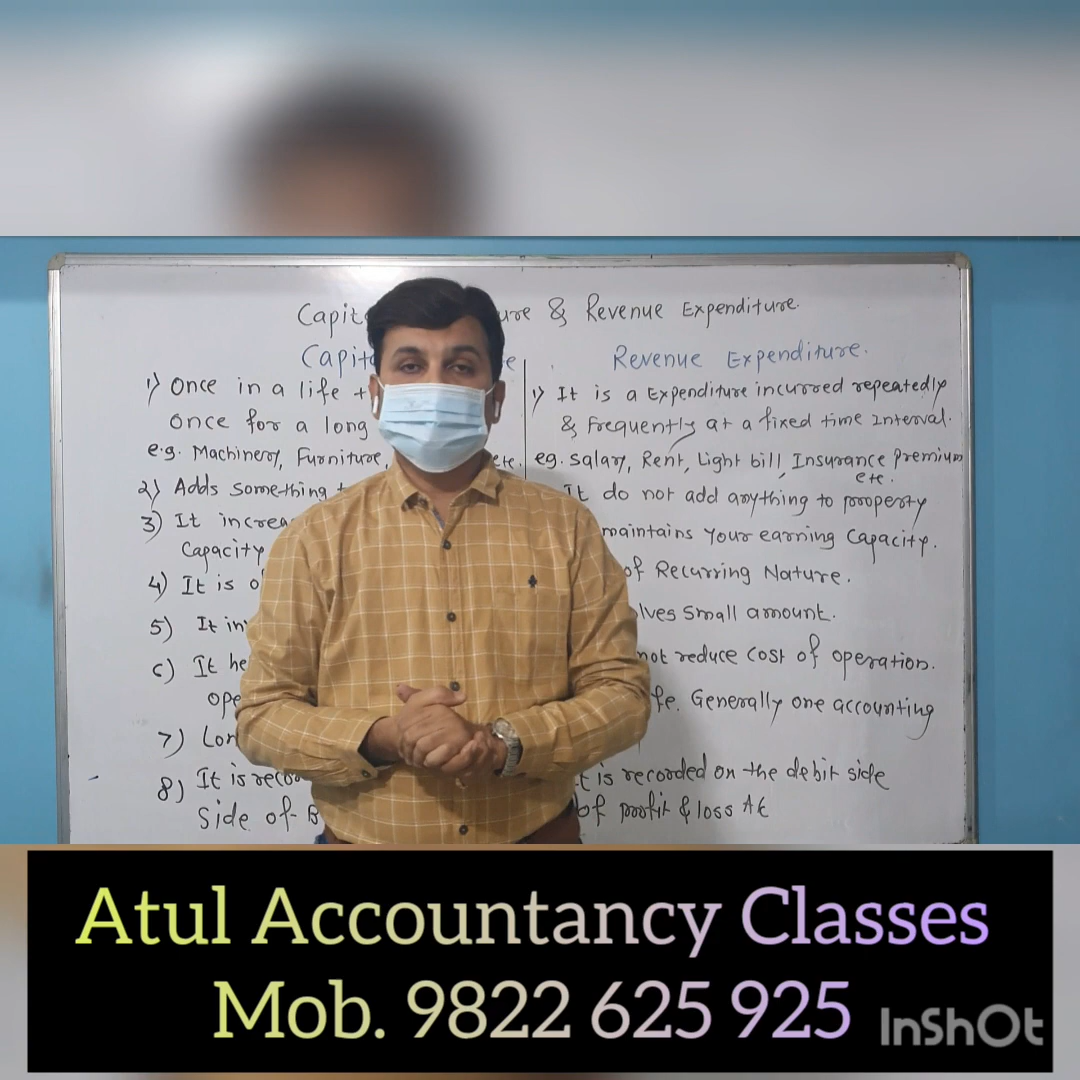 Capit ure & Revenue Expenditure.
Capit e Revenue Expenditure.
1) Once in a life 1) It is a Expenditure incurred repeatedly
Once for a long & Frequently at a fixed time Interval.
e.g. Machinery, Furniture, etc. eg. Salary, Rent, Light bill, Insurance Premium
etc.
2) Adds Something It do not add anything to property
3) It increa maintains your earning Capacity.
Capacity
4) It is o of Recurring Nature.
5) It in lves Small amount.
6) It he not reduce cost of operation.
ope fe. Generally one accounting
7) Lon
8) It is reco t is recorded on the debit side
Side of B of profit & loss A/c
Atul Accountancy Classes
Mob. 9822 625 925
InShOt